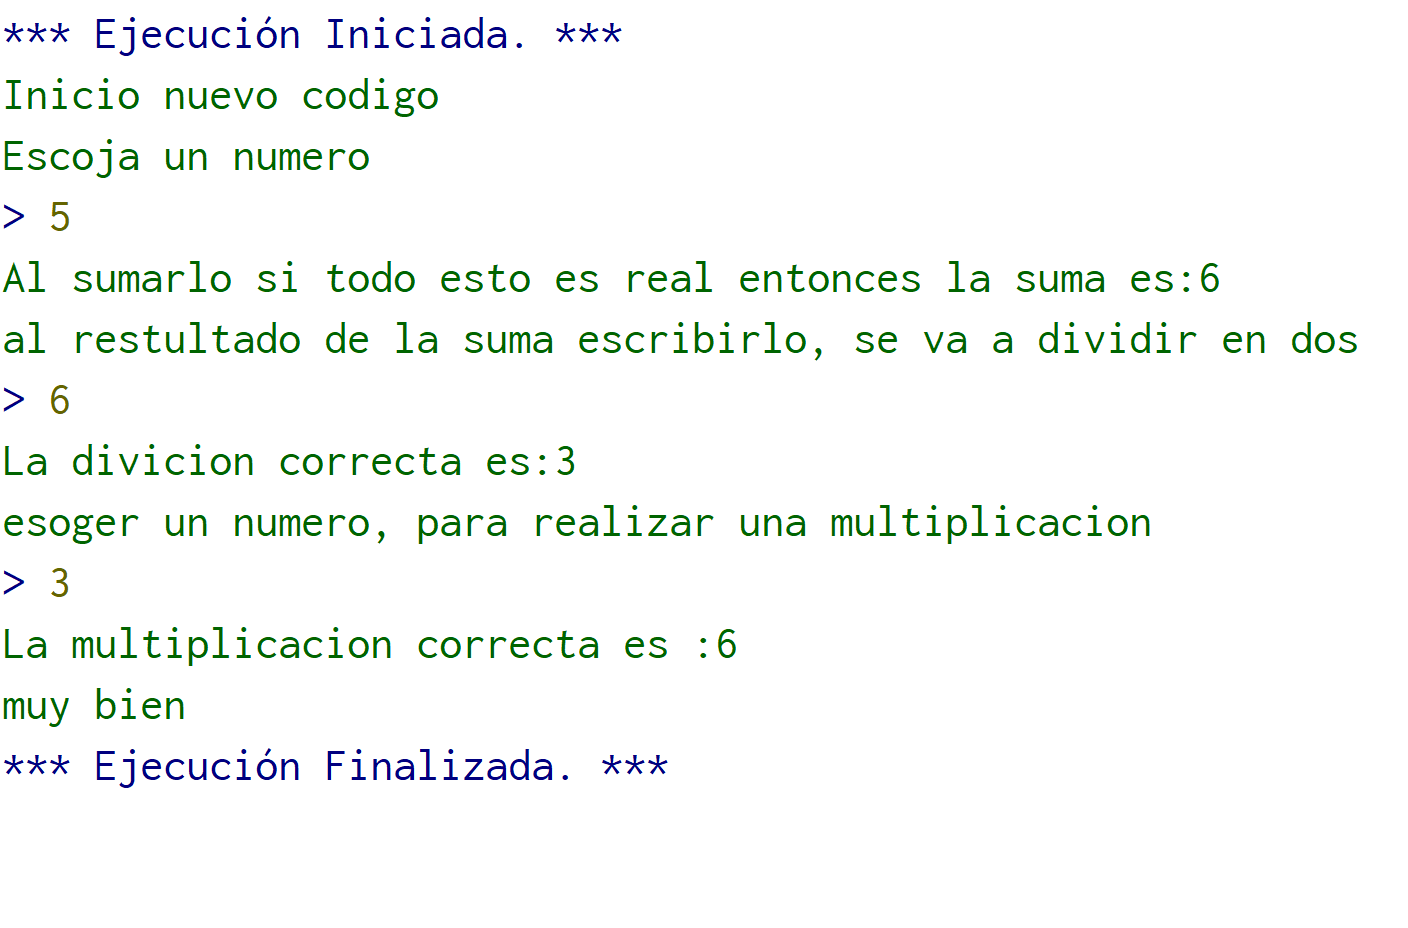 *** Ejecución Iniciada. ***
Inicio nuevo codigo
Escoja un numero
> 5
Al sumarlo si todo esto es real entonces la suma es:6
al restultado de la suma escribirlo, se va a dividir en dos
> 6
La divicion correcta es:3
esoger un numero, para realizar una multiplicacion
> 3
La multiplicacion correcta es :6
muy bien
*** Ejecución Finalizada. ***